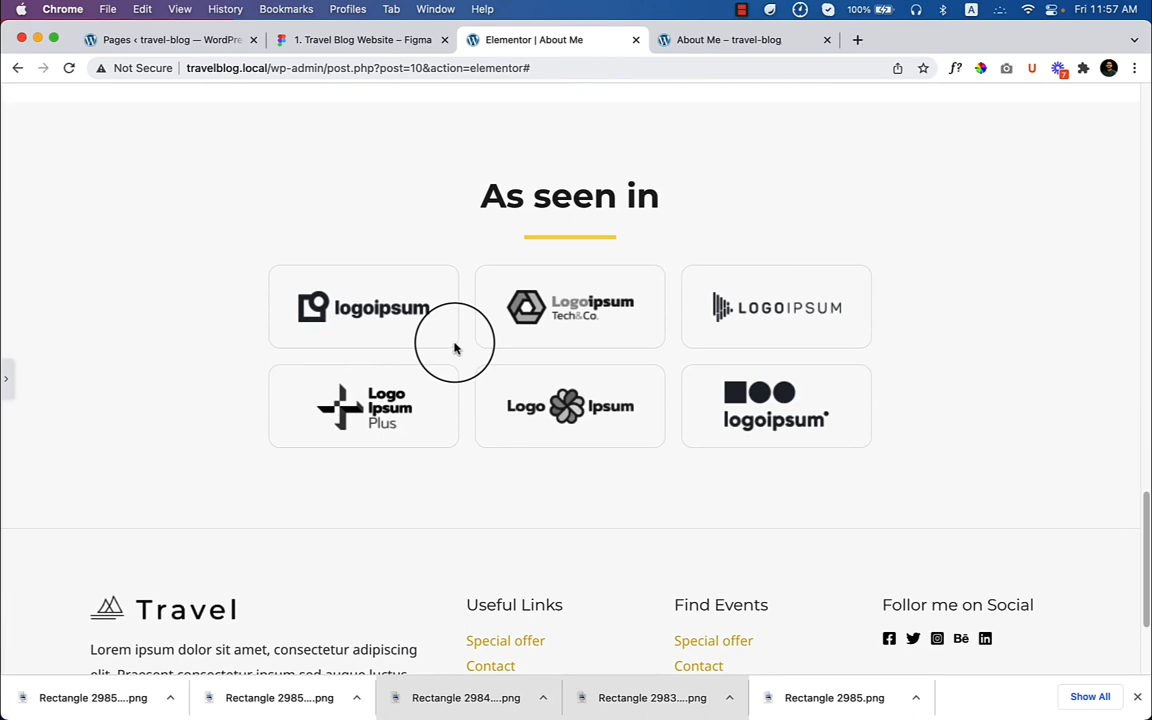 Chrome File Edit View History Bookmarks Profiles Tab Window Help 100% A Fri 11:57 AM
Pages ‹ travel-blog — WordPre
1. Travel Blog Website – Figma
Elementor | About Me
About Me – travel-blog
Not Secure travelblog.local/wp-admin/post.php?post=10&action=elementor#
f? U 7
As seen in
logoipsum
Logoipsum
Tech&Co.
LOGOIPSUM
Logo
Ipsum
Plus
Logo Ipsum
logoipsum
Travel
Lorem ipsum dolor sit amet, consectetur adipiscing
Useful Links
Special offer
Contact
Find Events
Special offer
Contact
Follor me on Social
Bē
Rectangle 2985....png
Rectangle 2985....png
Rectangle 2984....png
Rectangle 2983....png
Rectangle 2985.png
Show All